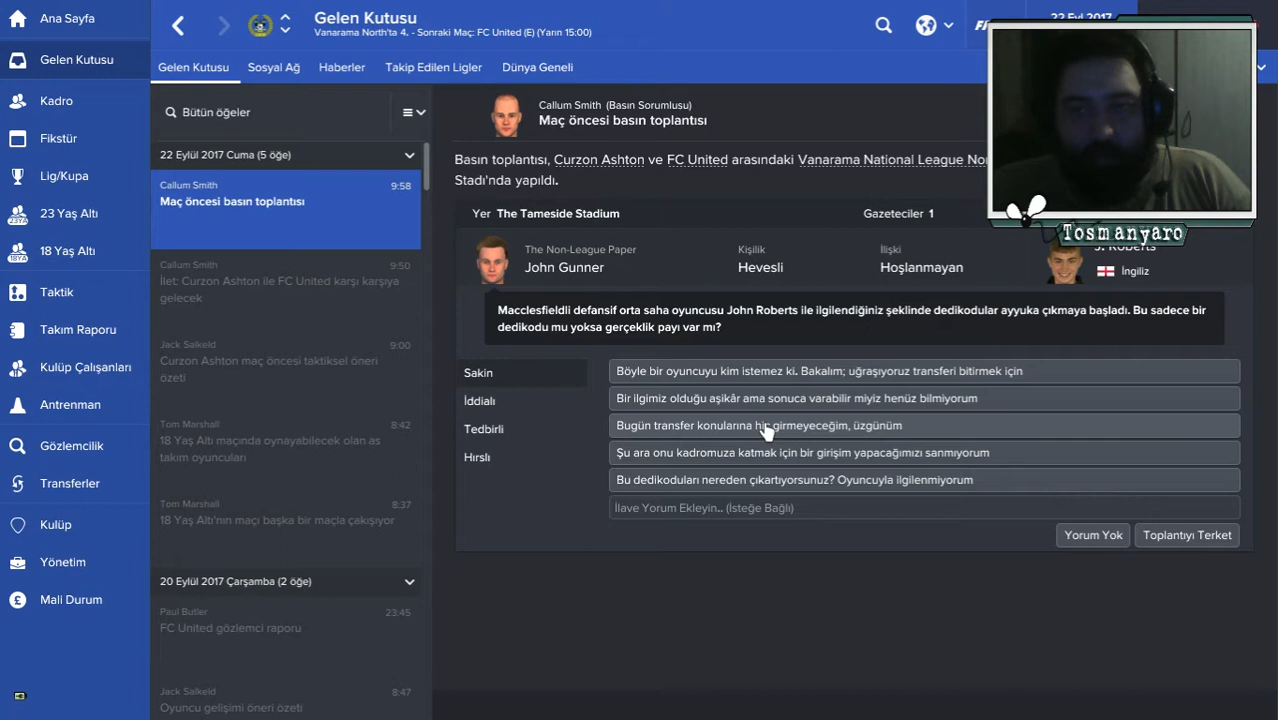 Ana Sayfa
Gelen Kutusu
Kadro
Fikstür
Lig/Kupa
23 Yaş Altı
18 Yaş Altı
Taktik
Takım Raporu
Kulüp Çalışanları
Antrenman
Gözlemcilik
Transferler
Kulüp
Yönetim
Mali Durum
Gelen Kutusu
Vanarama North'ta 4. - Sonraki Maç: FC United (E) (Yarın 15:00)
22 Eyl 2017
Gelen Kutusu
Sosyal Ağ
Haberler
Takip Edilen Ligler
Dünya Geneli
Bütün öğeler
22 Eylül 2017 Cuma (5 öğe)
Callum Smith 9:58
Maç öncesi basın toplantısı
Callum Smith 9:50
İlet: Curzon Ashton ile FC United karşı karşıya
gelecek
Jack Salkeld 9:00
Curzon Ashton maç öncesi taktiksel öneri
özeti
Tom Marshall 8:42
18 Yaş Altı maçında oynayabilecek olan as
takım oyuncuları
Tom Marshall 8:37
18 Yaş Altı'nın maçı başka bir maçla çakışıyor
20 Eylül 2017 Çarşamba (2 öğe)
Paul Butler 23:45
FC United gözlemci raporu
Jack Salkeld 8:47
Oyuncu gelişimi öneri özeti
Callum Smith (Basın Sorumlusu)
Maç öncesi basın toplantısı
Basın toplantısı, Curzon Ashton ve FC United arasındaki Vanarama National League No
Stadı'nda yapıldı.
Yer The Tameside Stadium
Gazeteciler 1
The Non-League Paper
John Gunner
Kişilik
Hevesli
İlişki
Hoşlanmayan
J. Roberts
İngiliz
Tosmanyaro
Macclesfieldli defansif orta saha oyuncusu John Roberts ile ilgilendiğiniz şeklinde dedikodular ayyuka çıkmaya başladı. Bu sadece bir
dedikodu mu yoksa gerçeklik payı var mı?
Sakin
İddialı
Tedbirli
Hırslı
Böyle bir oyuncuyu kim istemez ki. Bakalım; uğraşıyoruz transferi bitirmek için
Bir ilgimiz olduğu aşikâr ama sonuca varabilir miyiz henüz bilmiyorum
Bugün transfer konularına hiç girmeyeceğim, üzgünüm
Şu ara onu kadromuza katmak için bir girişim yapacağımızı sanmıyorum
Bu dedikoduları nereden çıkartıyorsunuz? Oyuncuyla ilgilenmiyorum
İlave Yorum Ekleyin.. (İsteğe Bağlı)
Yorum Yok
Toplantıyı Terket